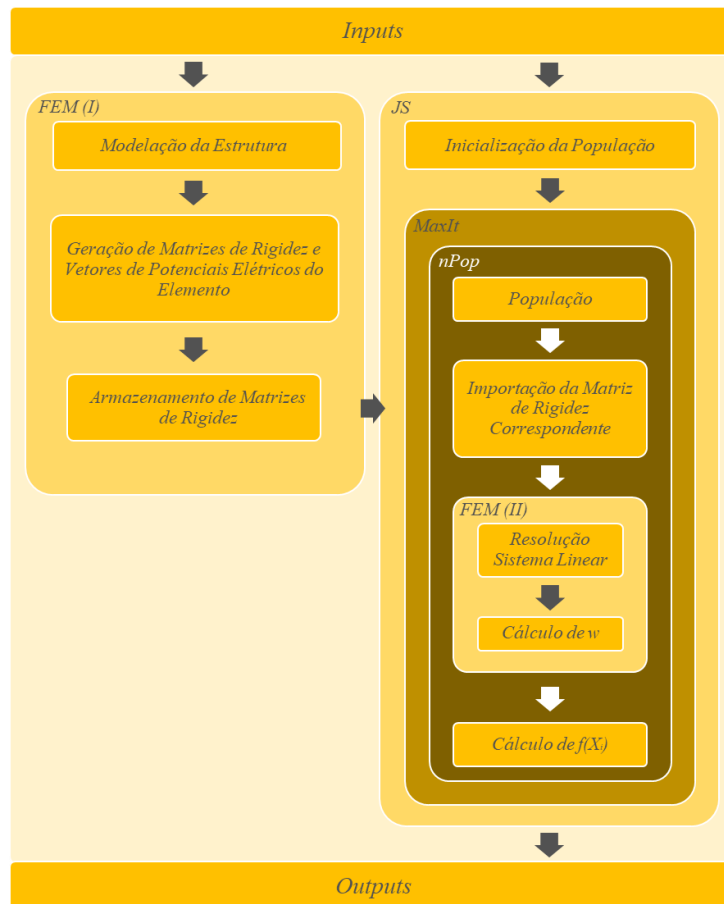 Inputs
FEM (I)
Modelação da Estrutura
Geração de Matrizes de Rigidez e
Vetores de Potenciais Elétricos do
Elemento
Armazenamento de Matrizes
de Rigidez
JS
Inicialização da População
MaxIt
nPop
População
Importação da Matriz
de Rigidez
Correspondente
FEM (II)
Resolução
Sistema Linear
Cálculo de w
Cálculo de f(Xᵢ)
Outputs